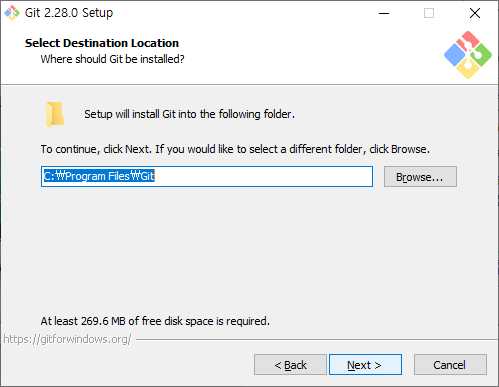 Git 2.28.0 Setup
Select Destination Location
Where should Git be installed?
Setup will install Git into the following folder.
To continue, click Next. If you would like to select a different folder, click Browse.
C:₩Program Files₩Git
Browse...
At least 269.6 MB of free disk space is required.
https://gitforwindows.org/
< Back
Next >
Cancel